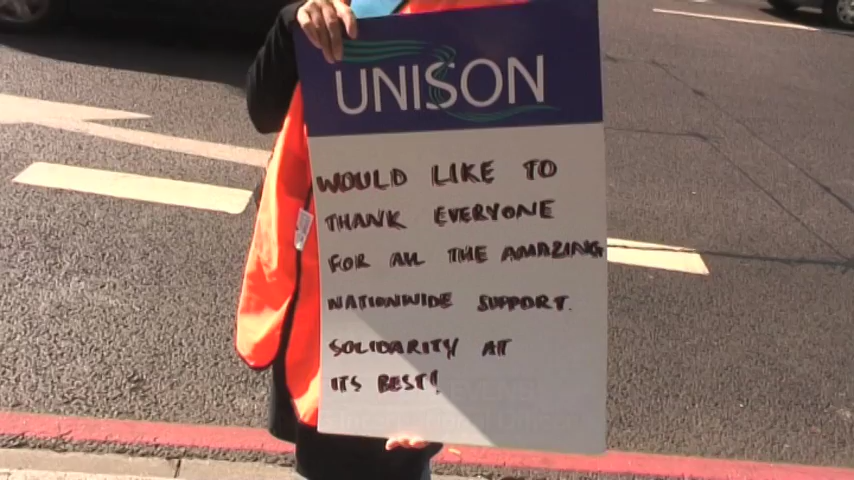 UNISON
WOULD LIKE TO
THANK EVERYONE
FOR ALL THE AMAZING
NATIONWIDE SUPPORT.
SOLIDARITY AT
ITS BEST!